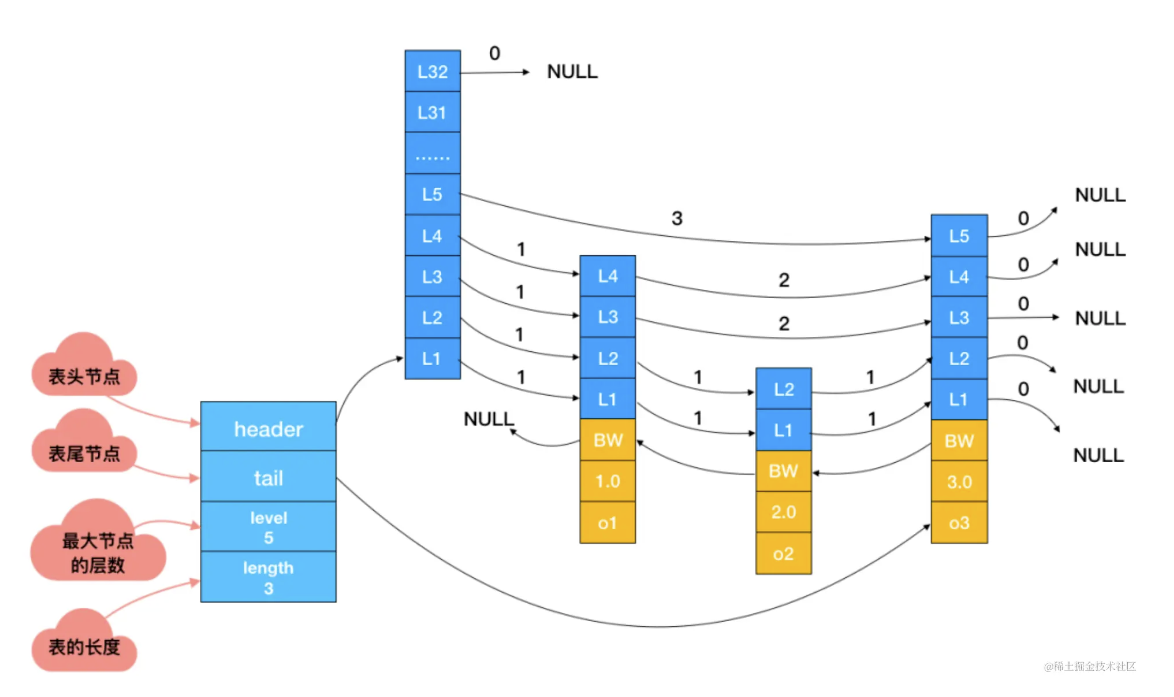 0
L32
NULL
L31
......
L5
3
NULL
0
L5
L4
1
L4
2
NULL
0
L4
L3
1
L3
2
NULL
0
L3
L2
1
L2
1
L2
1
NULL
0
L2
L1
1
L1
1
L1
1
NULL
0
L1
NULL
BW
1.0
o1
BW
2.0
o2
BW
3.0
o3
表头节点
header
表尾节点
tail
最大节点
的层数
level
5
表的长度
length
3
@稀土掘金技术社区